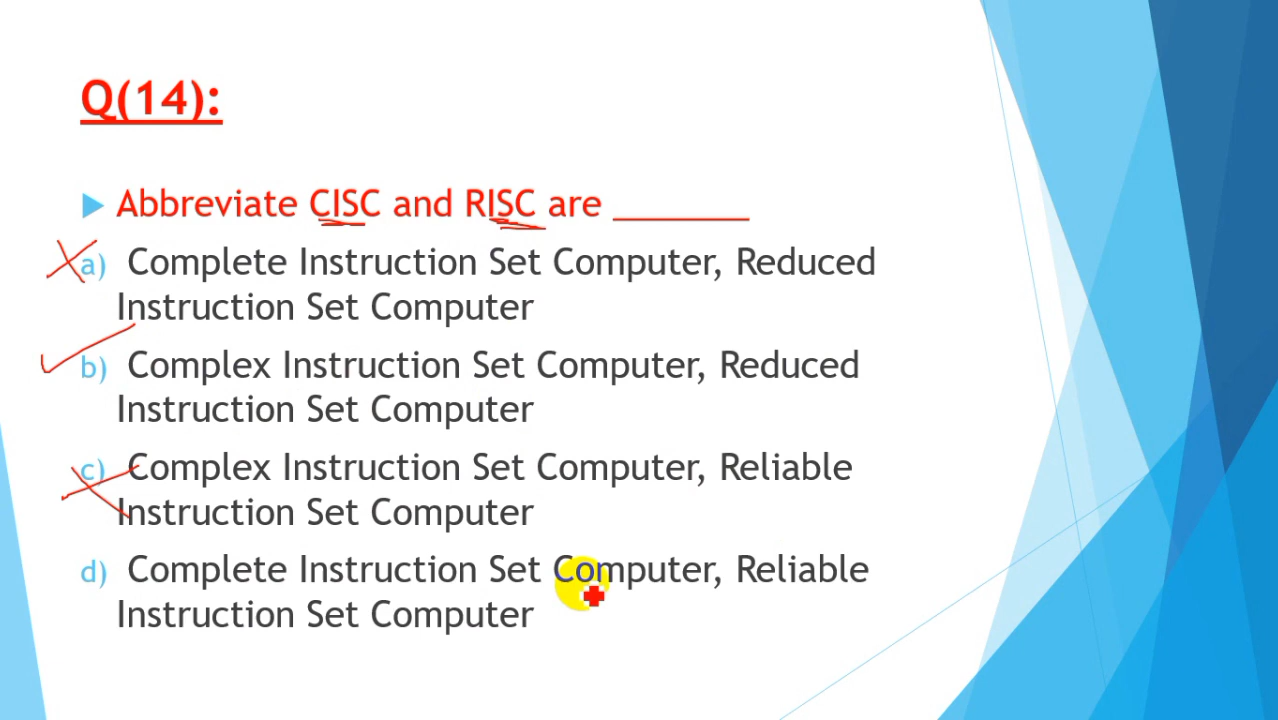 Q(14):
Abbreviate CISC and RISC are _______
a) Complete Instruction Set Computer, Reduced
Instruction Set Computer
b) Complex Instruction Set Computer, Reduced
Instruction Set Computer
c) Complex Instruction Set Computer, Reliable
Instruction Set Computer
d) Complete Instruction Set Computer, Reliable
Instruction Set Computer